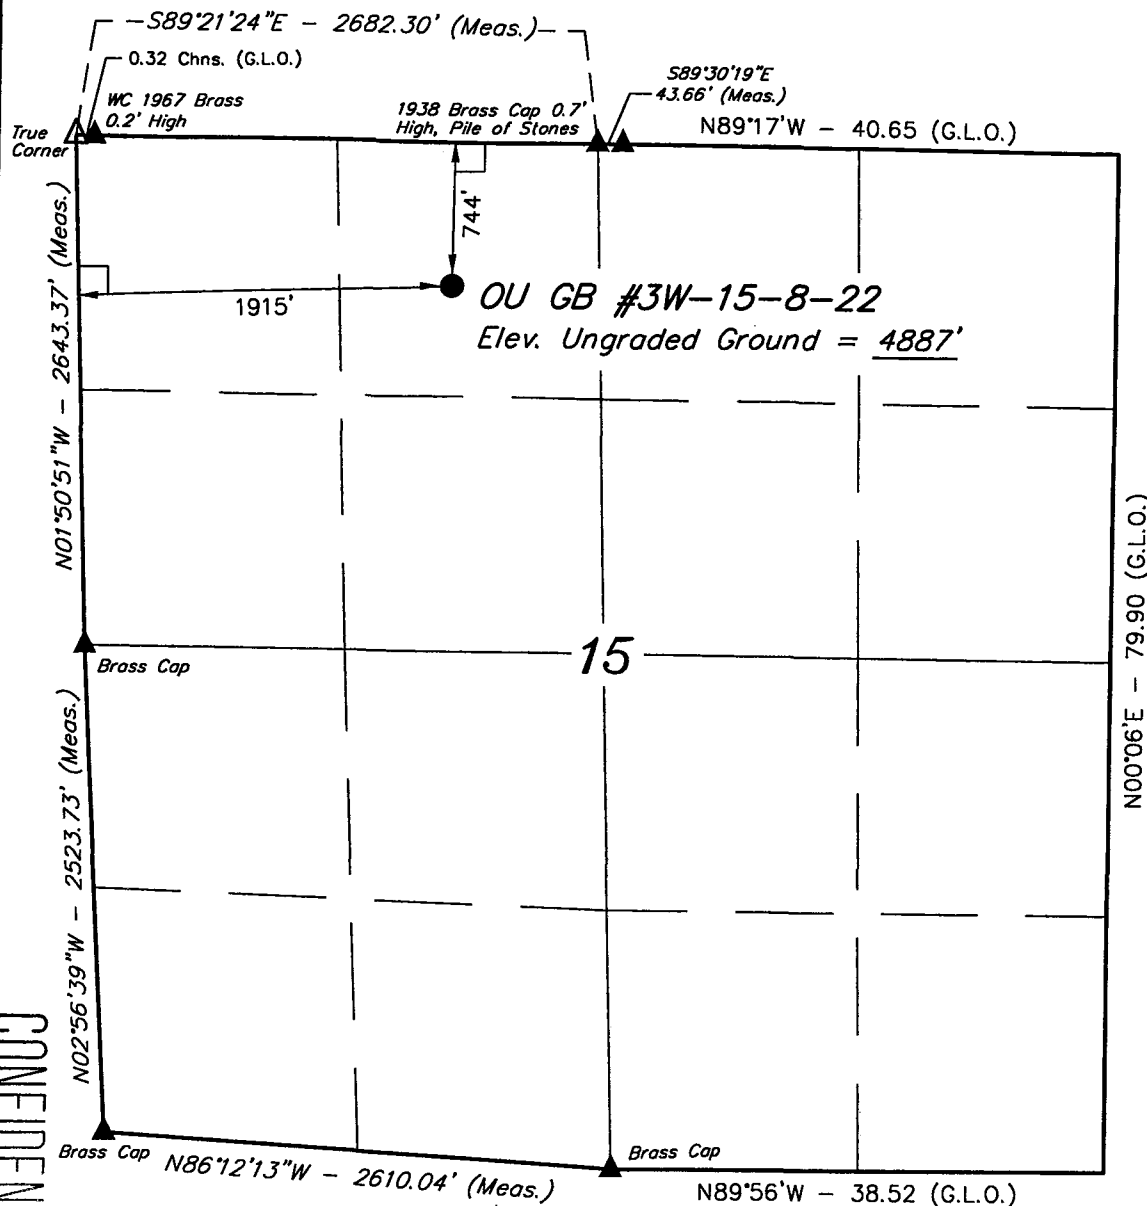 S89°21'24"E - 2682.30' (Meas.)
0.32 Chns. (G.L.O.)
WC 1967 Brass
0.2' High
1938 Brass Cap 0.7'
High, Pile of Stones
S89°30'19"E
43.66' (Meas.)
N89°17'W - 40.65 (G.L.O.)
True
Corner
744'
1915'
OU GB #3W-15-8-22
Elev. Ungraded Ground = 4887'
N01°50'51"W - 2643.37' (Meas.)
Brass Cap
15
N00°06'E - 79.90 (G.L.O.)
N02°56'39"W - 2523.73' (Meas.)
CONFIDEN
Brass Cap
N86°12'13"W - 2610.04' (Meas.)
Brass Cap
N89°56'W - 38.52 (G.L.O.)